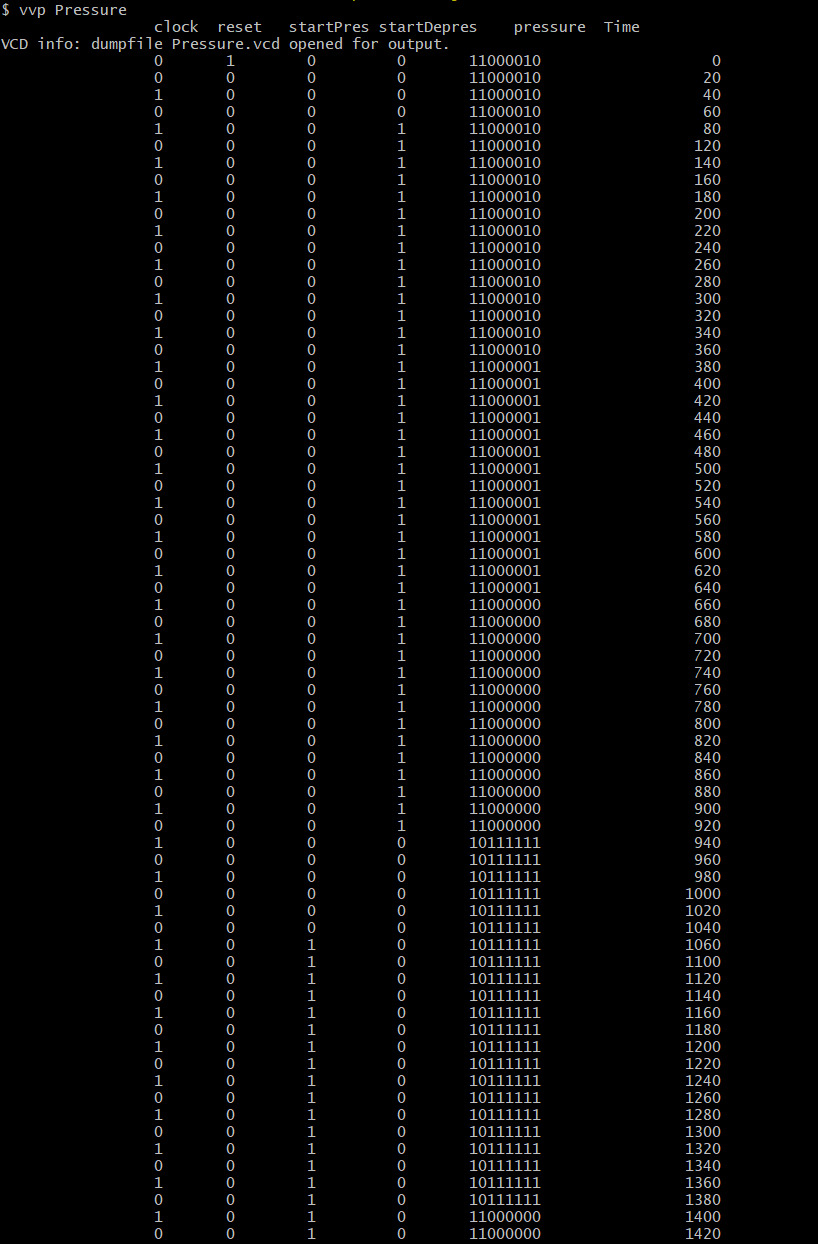 $ vvp Pressure
clock reset startPres startDepres pressure Time
VCD info: dumpfile Pressure.vcd opened for output.
0 1 0 0 11000010 0
0 0 0 0 11000010 20
1 0 0 0 11000010 40
0 0 0 0 11000010 60
1 0 0 1 11000010 80
0 0 0 1 11000010 120
1 0 0 1 11000010 140
0 0 0 1 11000010 160
1 0 0 1 11000010 180
0 0 0 1 11000010 200
1 0 0 1 11000010 220
0 0 0 1 11000010 240
1 0 0 1 11000010 260
0 0 0 1 11000010 280
1 0 0 1 11000010 300
0 0 0 1 11000010 320
1 0 0 1 11000010 340
0 0 0 1 11000010 360
1 0 0 1 11000001 380
0 0 0 1 11000001 400
1 0 0 1 11000001 420
0 0 0 1 11000001 440
1 0 0 1 11000001 460
0 0 0 1 11000001 480
1 0 0 1 11000001 500
0 0 0 1 11000001 520
1 0 0 1 11000001 540
0 0 0 1 11000001 560
1 0 0 1 11000001 580
0 0 0 1 11000001 600
1 0 0 1 11000001 620
0 0 0 1 11000001 640
1 0 0 1 11000000 660
0 0 0 1 11000000 680
1 0 0 1 11000000 700
0 0 0 1 11000000 720
1 0 0 1 11000000 740
0 0 0 1 11000000 760
1 0 0 1 11000000 780
0 0 0 1 11000000 800
1 0 0 1 11000000 820
0 0 0 1 11000000 840
1 0 0 1 11000000 860
0 0 0 1 11000000 880
1 0 0 1 11000000 900
0 0 0 1 11000000 920
1 0 0 0 10111111 940
0 0 0 0 10111111 960
1 0 0 0 10111111 980
0 0 0 0 10111111 1000
1 0 0 0 10111111 1020
0 0 0 0 10111111 1040
1 0 1 0 10111111 1060
0 0 1 0 10111111 1100
1 0 1 0 10111111 1120
0 0 1 0 10111111 1140
1 0 1 0 10111111 1160
0 0 1 0 10111111 1180
1 0 1 0 10111111 1200
0 0 1 0 10111111 1220
1 0 1 0 10111111 1240
0 0 1 0 10111111 1260
1 0 1 0 10111111 1280
0 0 1 0 10111111 1300
1 0 1 0 10111111 1320
0 0 1 0 10111111 1340
1 0 1 0 10111111 1360
0 0 1 0 10111111 1380
1 0 1 0 11000000 1400
0 0 1 0 11000000 1420